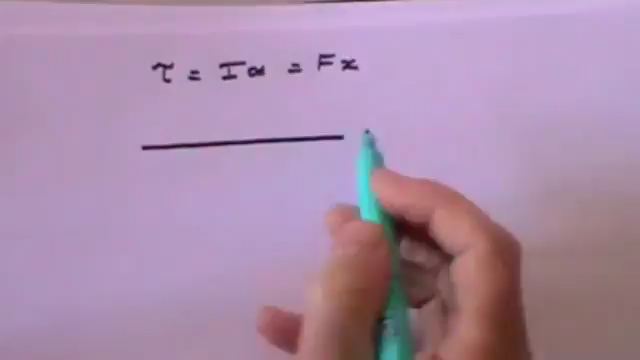 τ = Iα = Fx